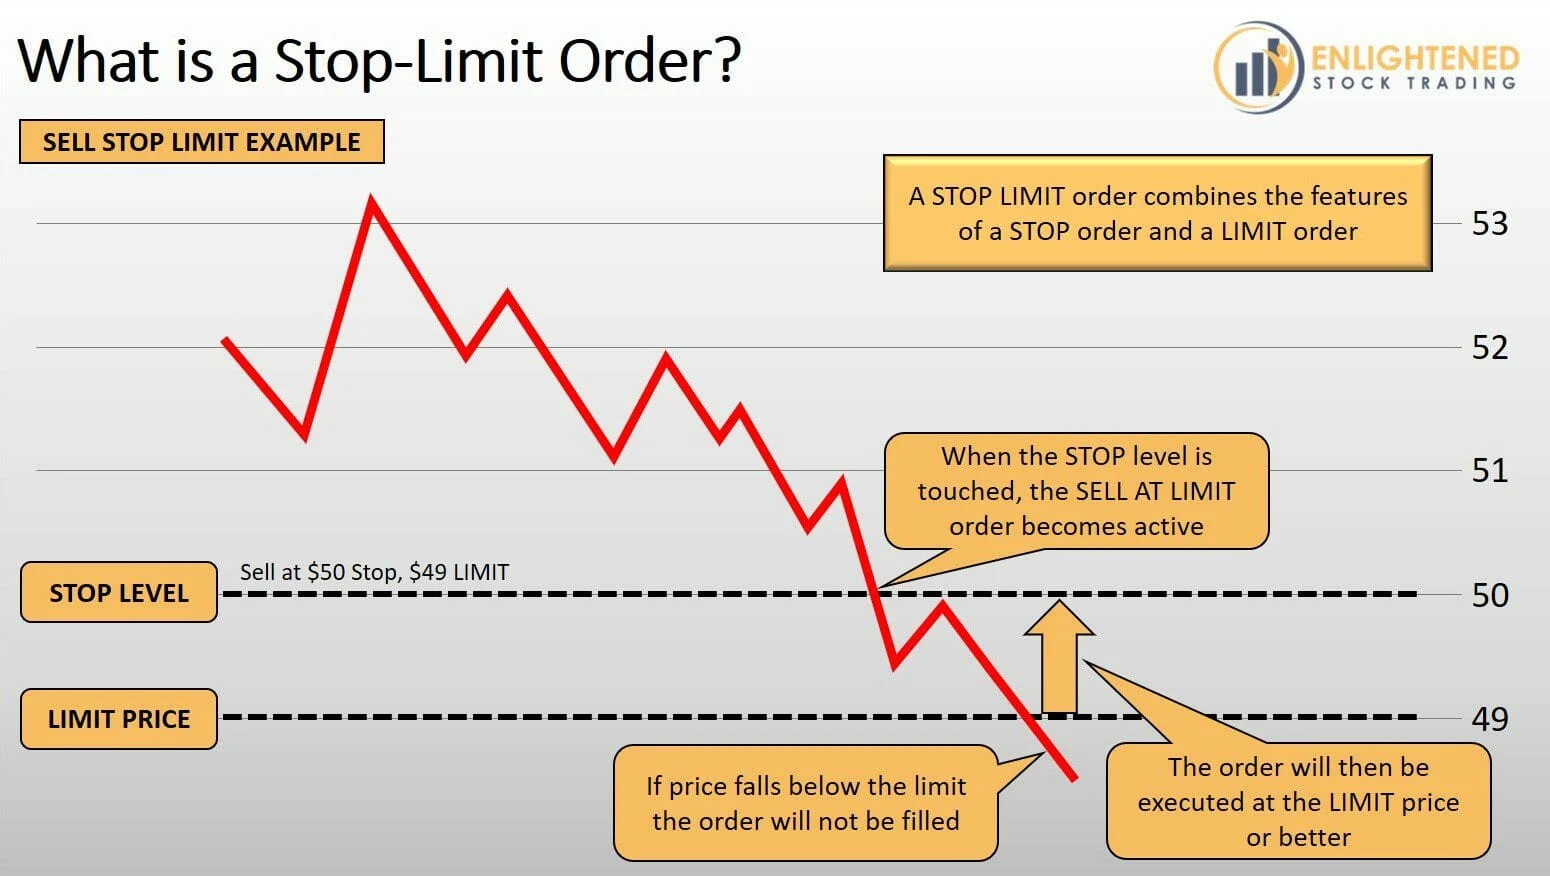 What is a Stop-Limit Order?
ENLIGHTENED
STOCK TRADING
SELL STOP LIMIT EXAMPLE
A STOP LIMIT order combines the features
of a STOP order and a LIMIT order
53
52
When the STOP level is
touched, the SELL AT LIMIT
order becomes active
51
Sell at $50 Stop, $49 LIMIT
STOP LEVEL
50
LIMIT PRICE
49
If price falls below the limit
the order will not be filled
The order will then be
executed at the LIMIT price
or better